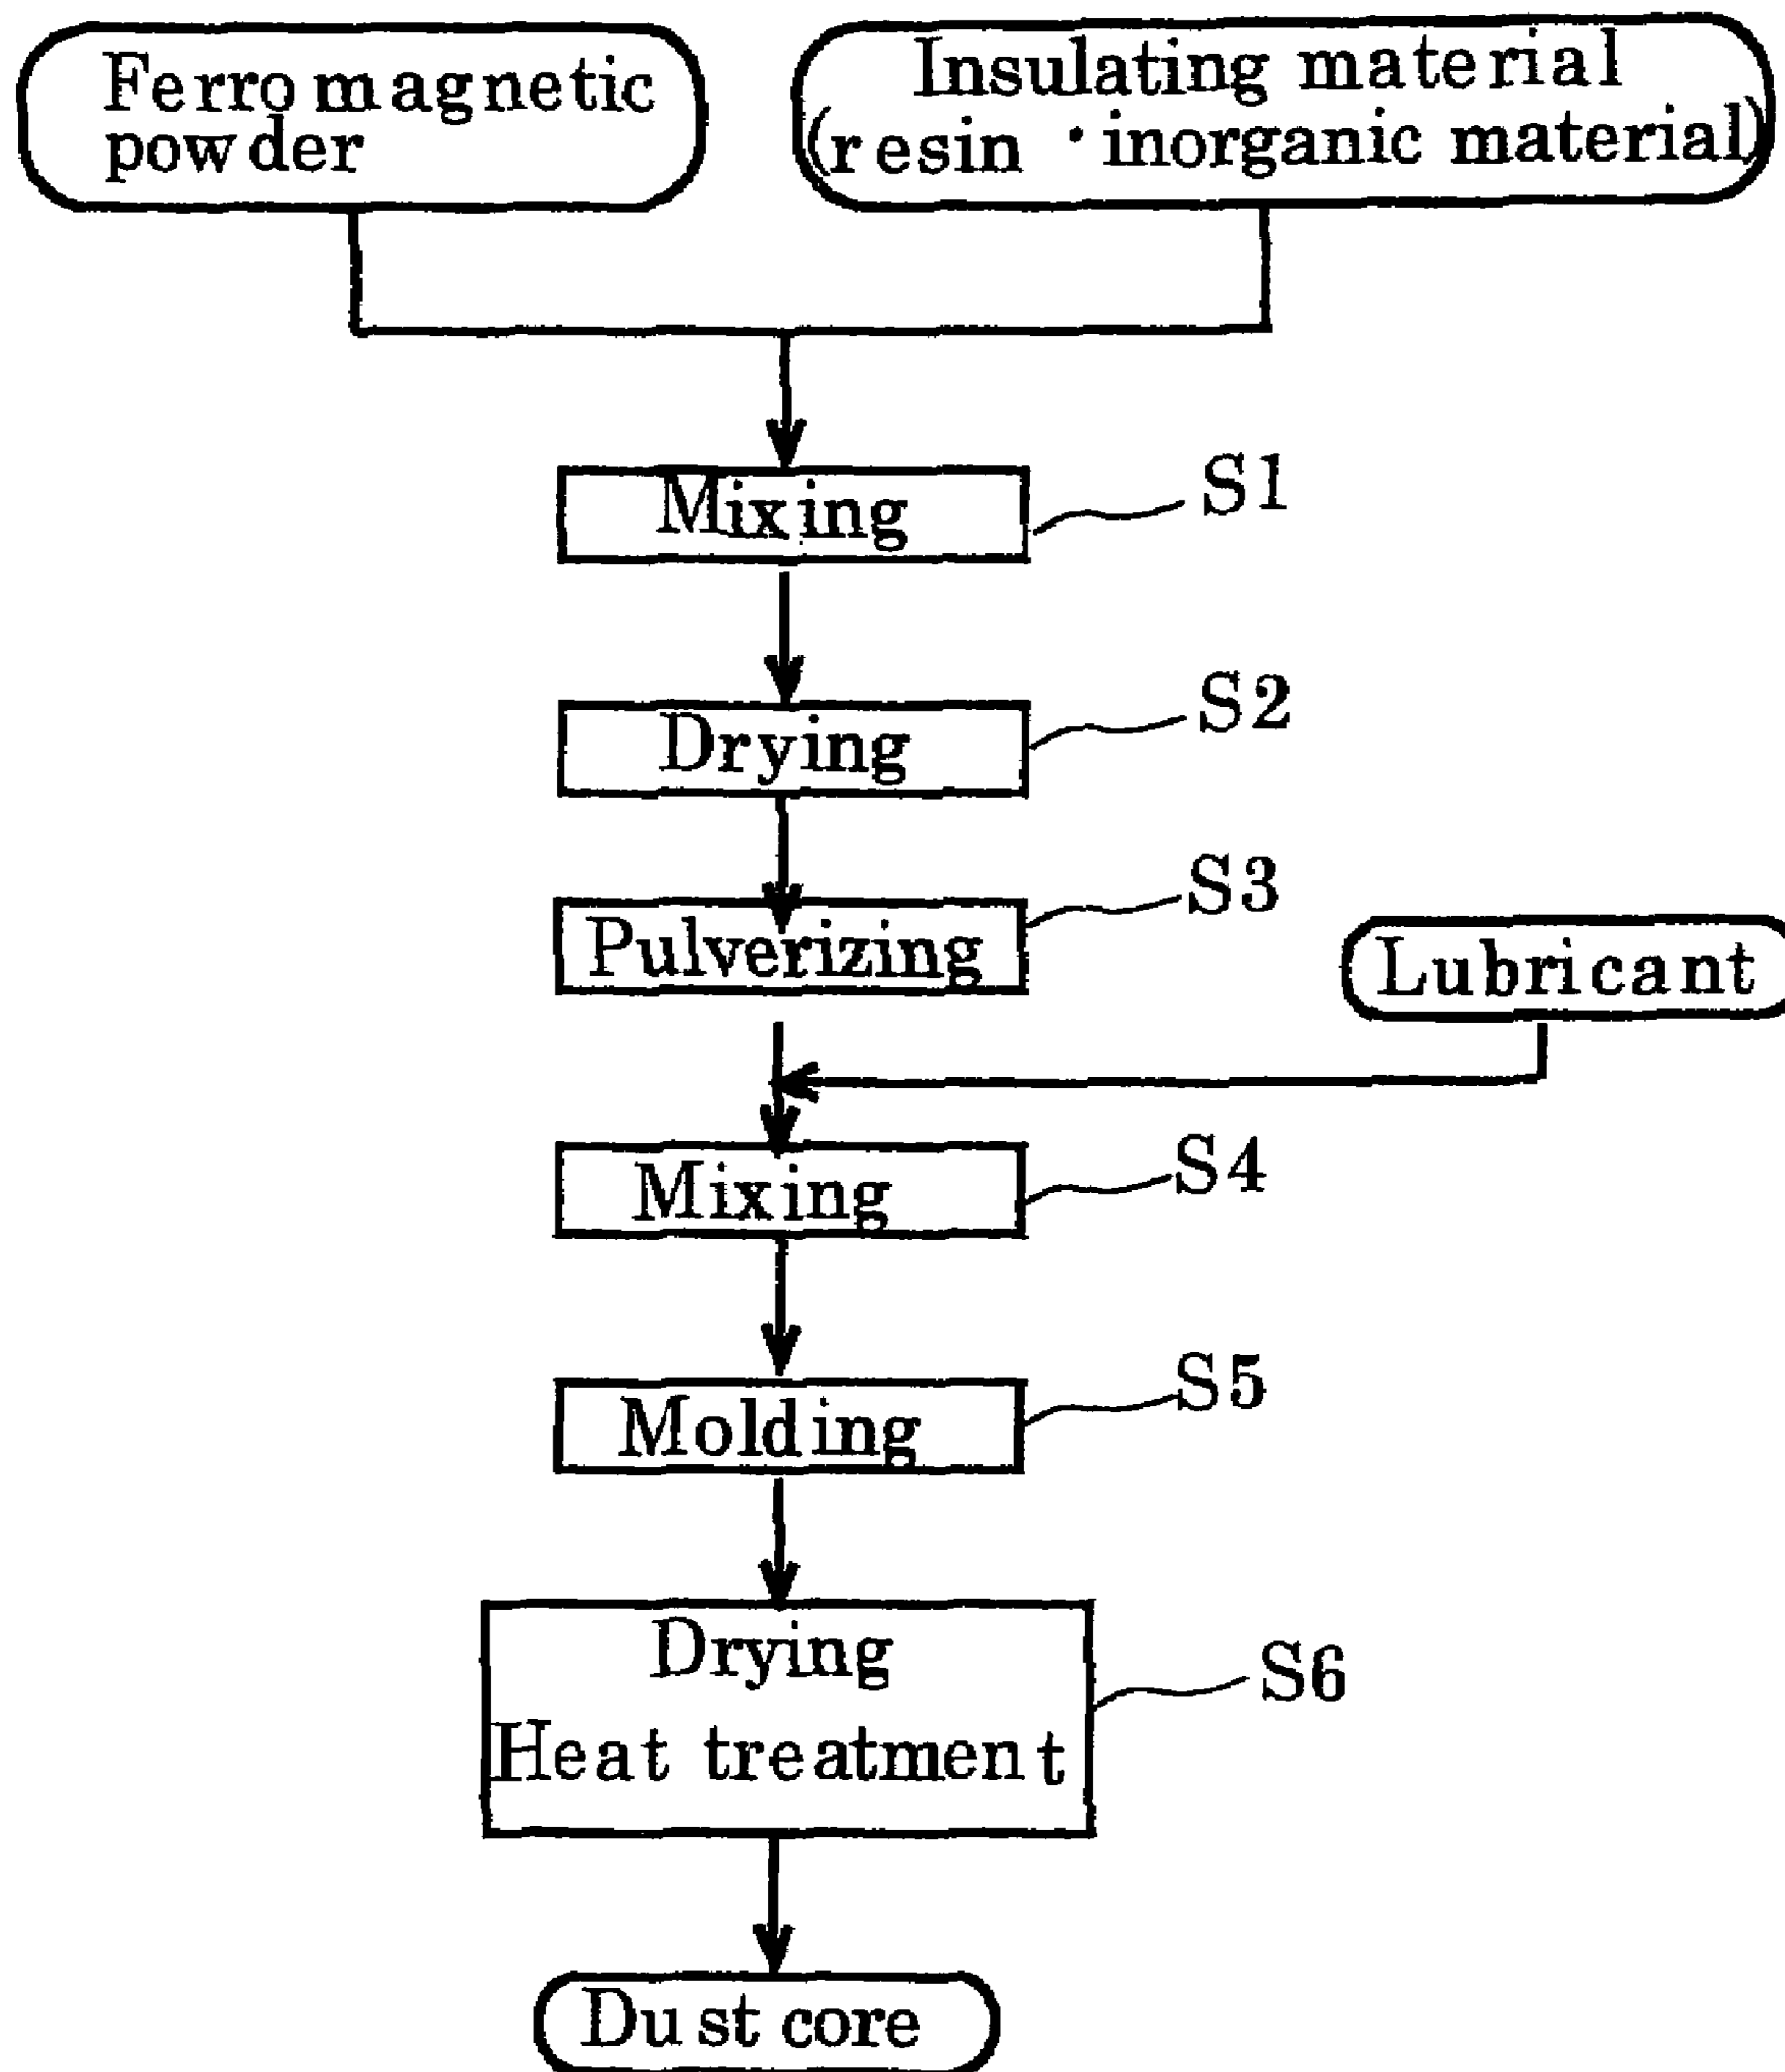 Ferromagnetic
powder
Insulating material
(resin ・inorganic material)
Mixing
S1
Drying
S2
Pulverizing
S3
Lubricant
Mixing
S4
Molding
S5
Drying
Heat treatment
S6
Dust core